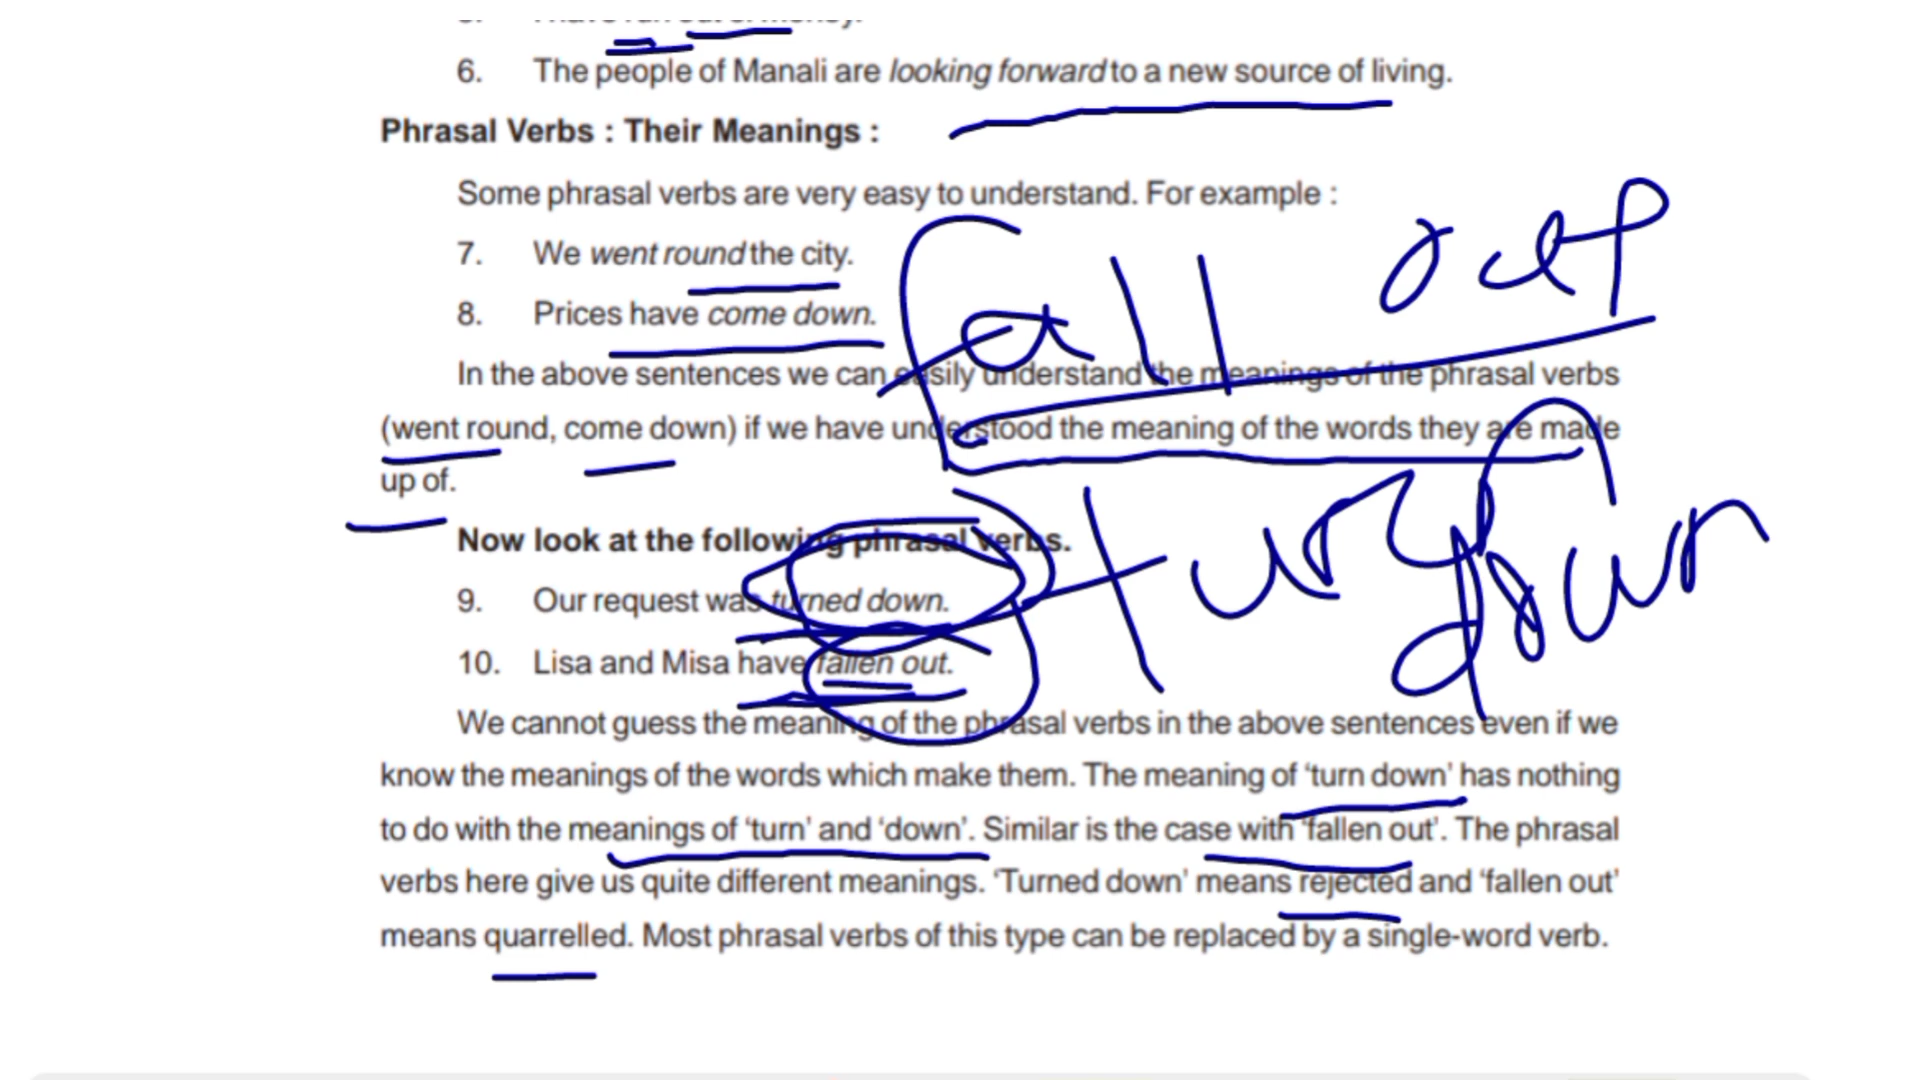 6. The people of Manali are looking forward to a new source of living.
Phrasal Verbs : Their Meanings :
Some phrasal verbs are very easy to understand. For example :
7. We went round the city.
8. Prices have come down.
fall out
In the above sentences we can easily understand the meanings of the phrasal verbs
(went round, come down) if we have understood the meaning of the words they are made
up of.
Now look at the following phrasal verbs.
9. Our request was turned down.
turn down
10. Lisa and Misa have fallen out.
We cannot guess the meaning of the phrasal verbs in the above sentences even if we
know the meanings of the words which make them. The meaning of ‘turn down’ has nothing
to do with the meanings of ‘turn’ and ‘down’. Similar is the case with ‘fallen out’. The phrasal
verbs here give us quite different meanings. ‘Turned down’ means rejected and ‘fallen out’
means quarrelled. Most phrasal verbs of this type can be replaced by a single-word verb.